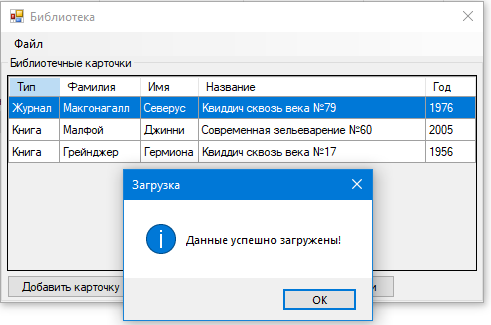 Библиотека
Файл
Библиотечные карточки
Тип Фамилия Имя Название Год
Журнал Макгонагалл Северус Квиддич сквозь века №79 1976
Книга Малфой Джинни Современная зельеварение №60 2005
Книга Грейнджер Гермиона Квиддич сквозь века №17 1956
Загрузка
Данные успешно загружены!
OK
Добавить карточку